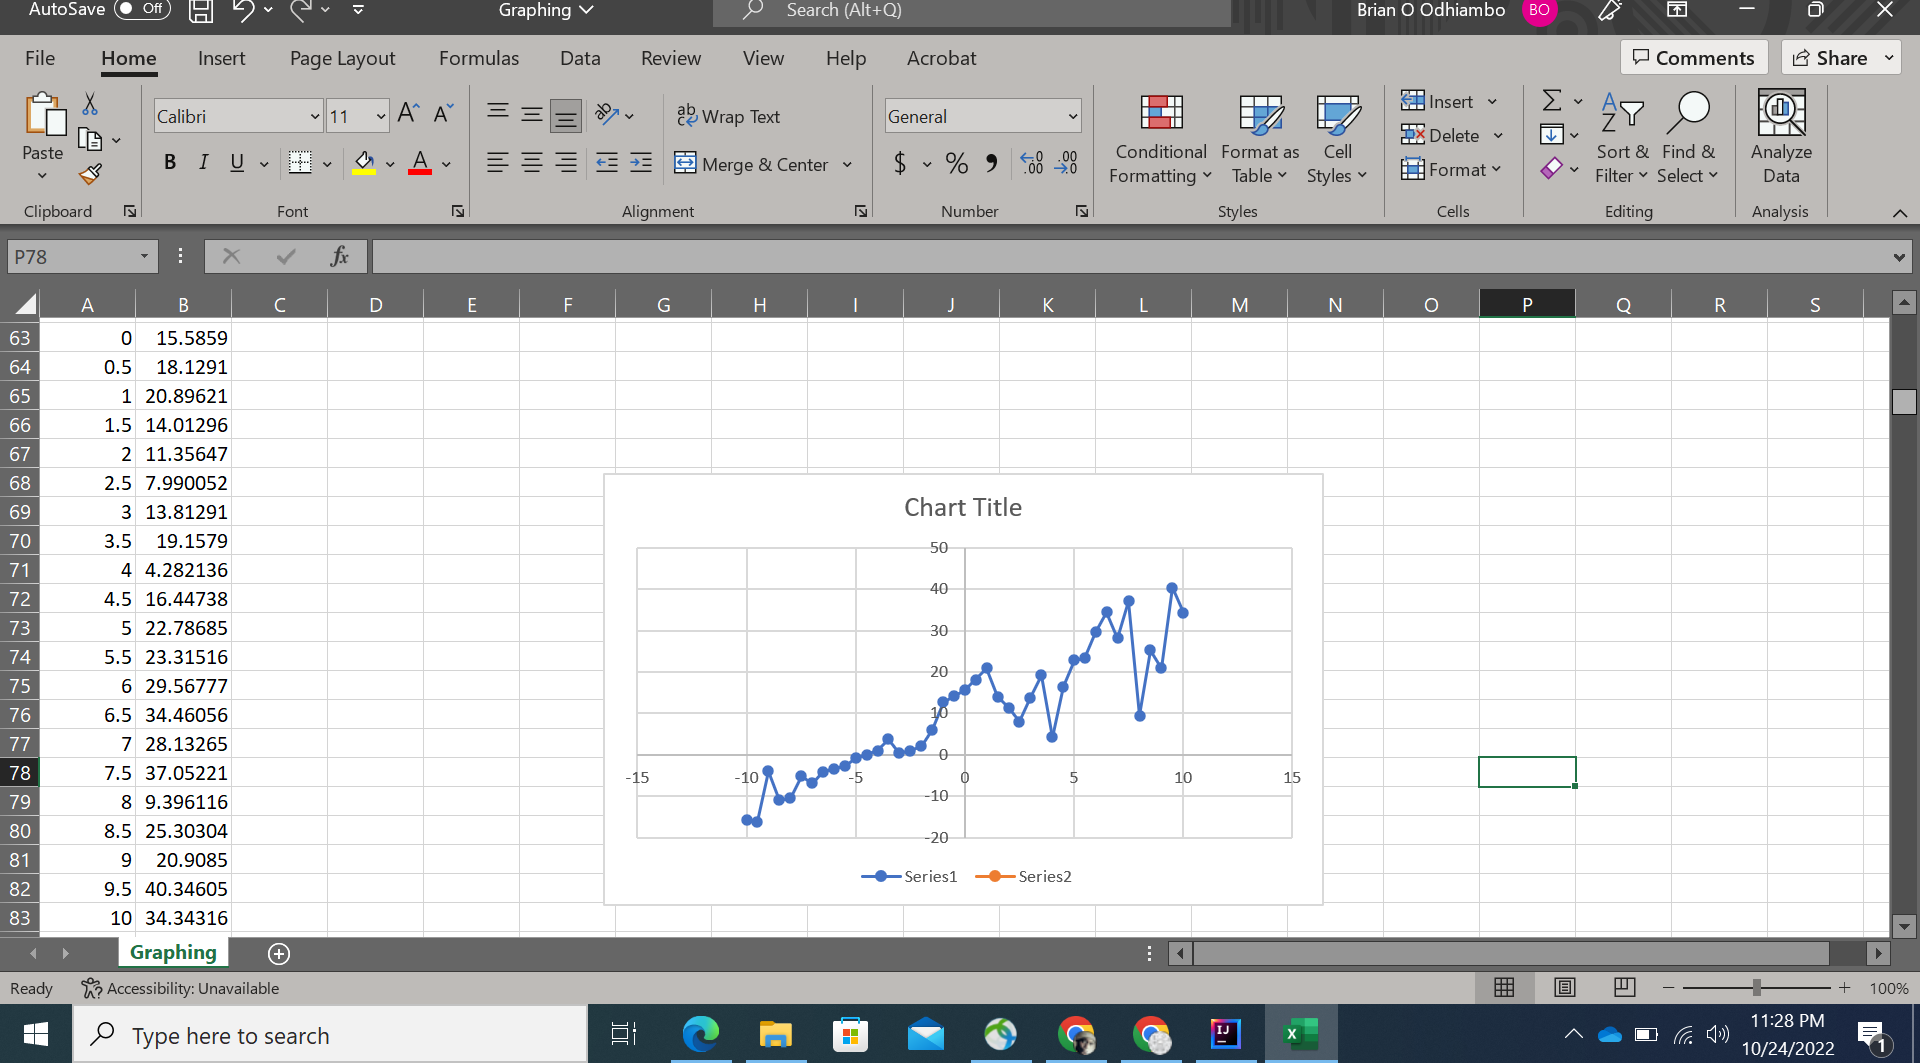 AutoSave Off Graphing Search (Alt+Q) Brian O Odhiambo BO
File Home Insert Page Layout Formulas Data Review View Help Acrobat Comments Share
Paste Calibri 11 A A ab Wrap Text General Conditional Formatting Format as Table Cell Styles Insert Delete Format Sort & Filter Find & Select Analyze Data
B I U A Merge & Center $ % 
Clipboard Font Alignment Number Styles Cells Editing Analysis
P78 fx
A B C D E F G H I J K L M N O P Q R S
63 0 15.5859
64 0.5 18.1291
65 1 20.89621
66 1.5 14.01296
67 2 11.35647
68 2.5 7.990052
69 3 13.81291
70 3.5 19.1579
71 4 4.282136
72 4.5 16.44738
73 5 22.78685
74 5.5 23.31516
75 6 29.56777
76 6.5 34.46056
77 7 28.13265
78 7.5 37.05221
79 8 9.396116
80 8.5 25.30304
81 9 20.9085
82 9.5 40.34605
83 10 34.34316
Chart Title
50
40
30
20
10
0
-15 -10 -5 0 5 10 15
-10
-20
Series1 Series2
Graphing
Ready Accessibility: Unavailable 100%
Type here to search
11:28 PM
10/24/2022
1